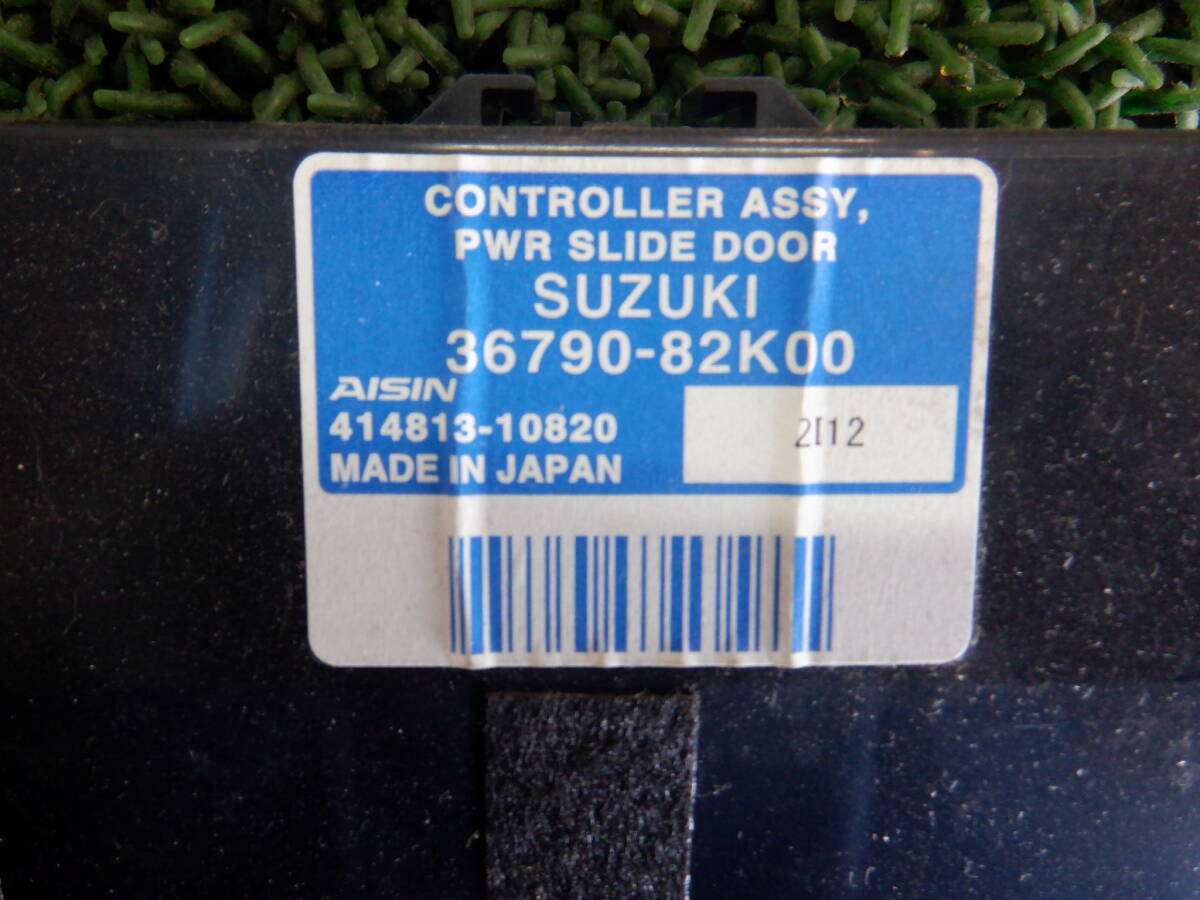 CONTROLLER ASSY,
PWR SLIDE DOOR
SUZUKI
36790-82K00
AISIN
414813-10820
MADE IN JAPAN
2I12